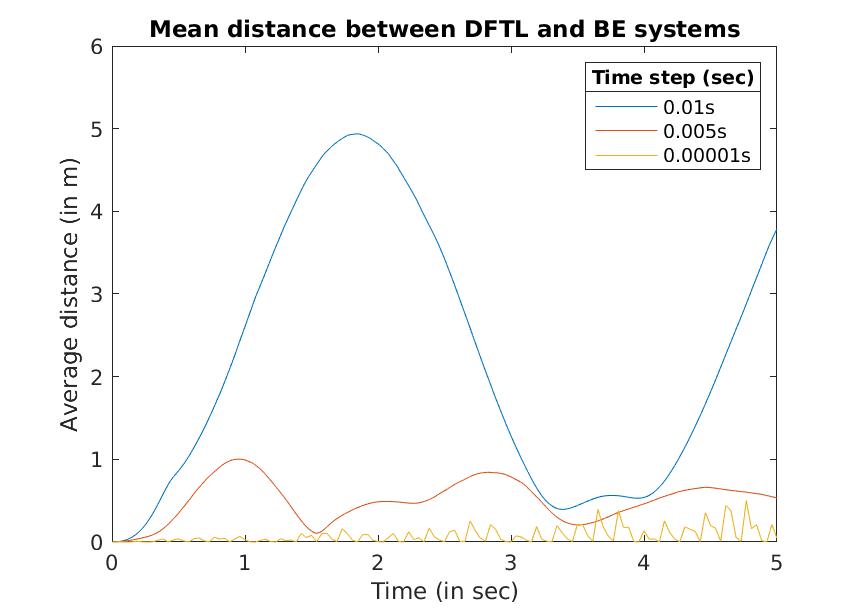 Mean distance between DFTL and BE systems
6
5
4
3
2
1
0
Average distance (in m)
Time step (sec)
0.01s
0.005s
0.00001s
0 1 2 3 4 5
Time (in sec)